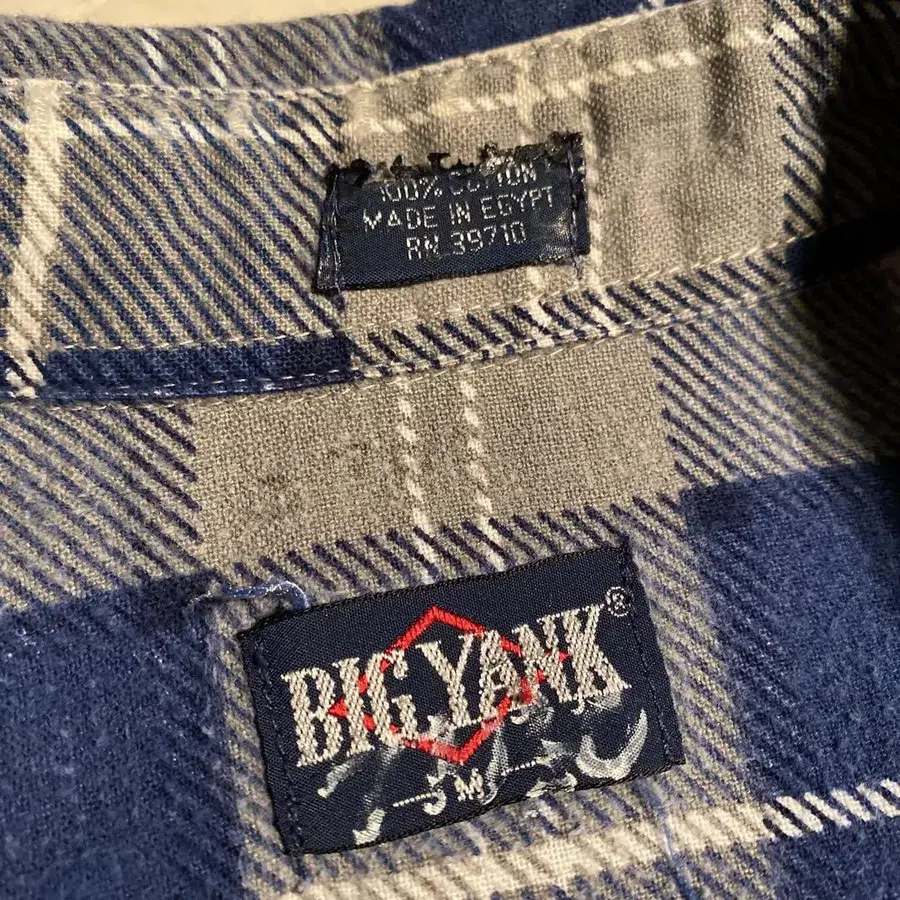 100% COTTON
MADE IN EGYPT
RN 39710
BIG YANK®
M